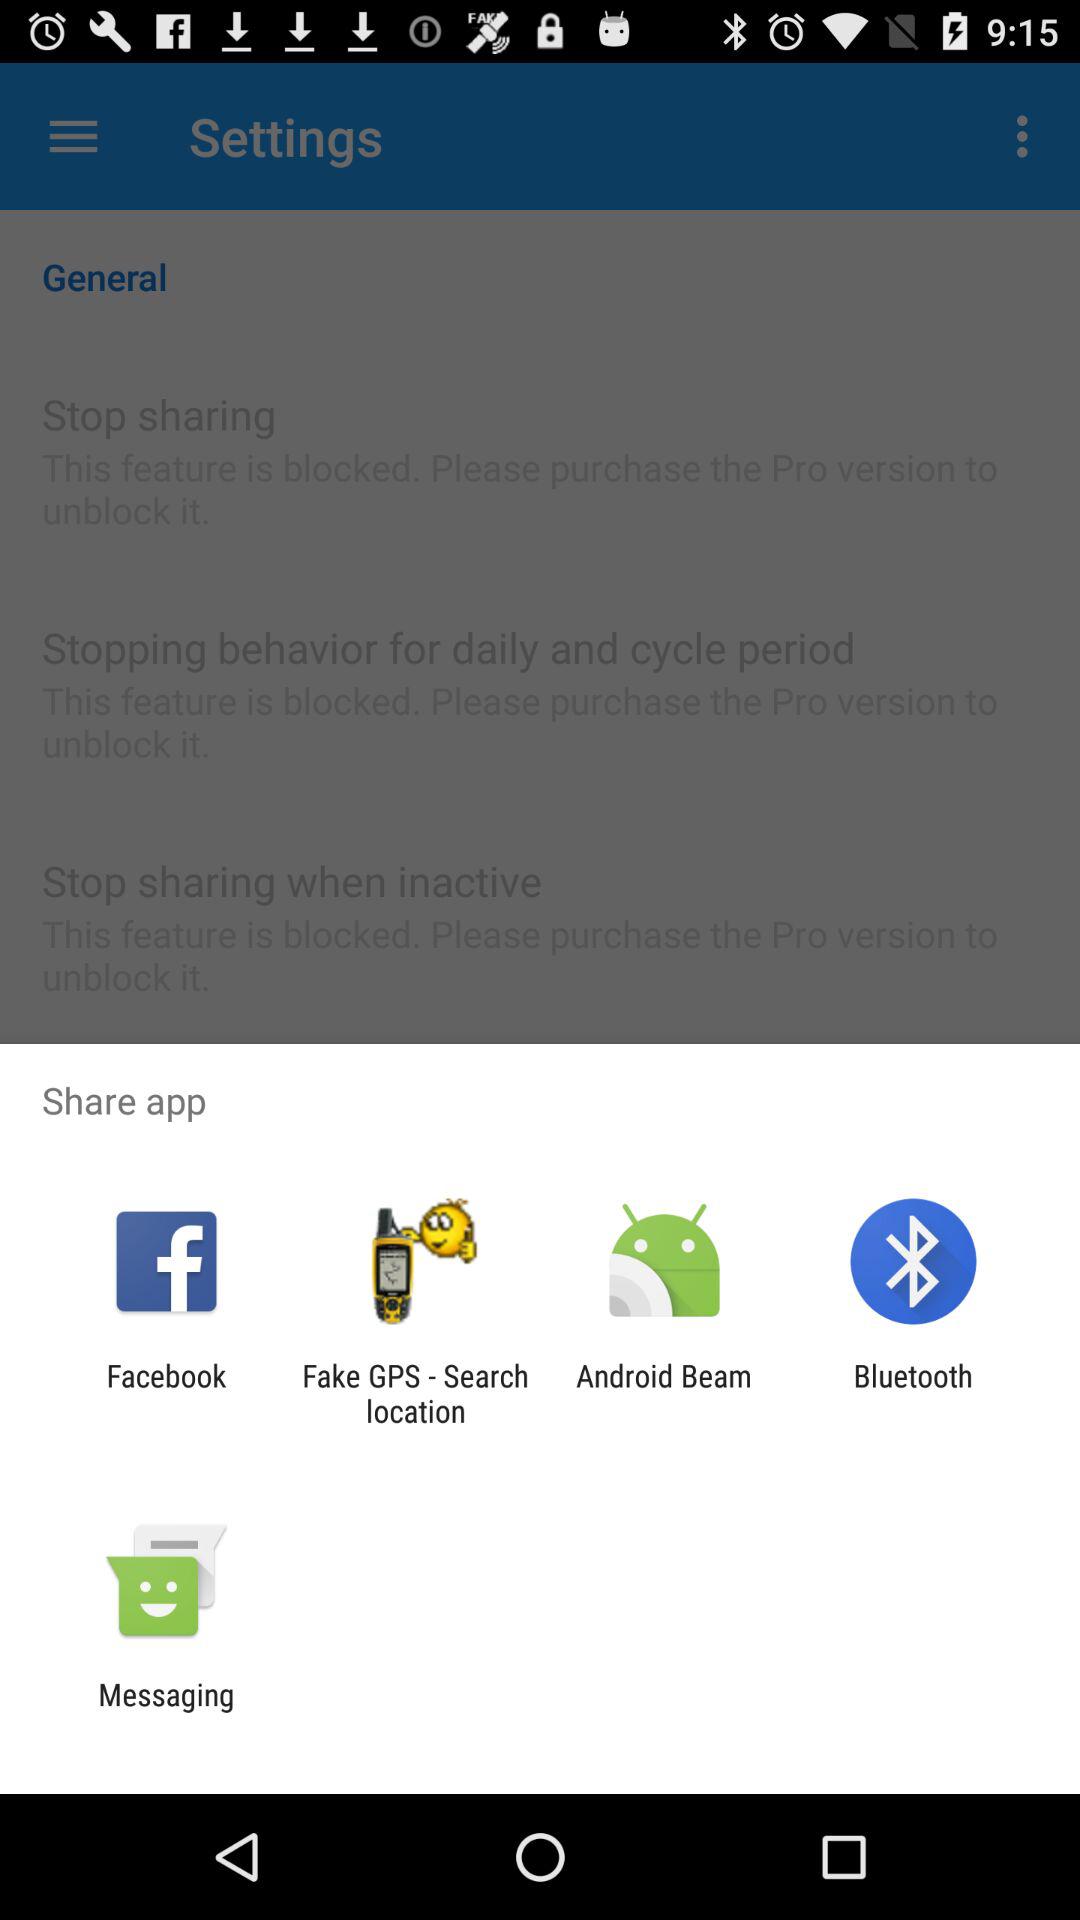 FAKE
9:15
Settings
General
Stop sharing
This feature is blocked. Please purchase the Pro version to
unblock it.
Stopping behavior for daily and cycle period
This feature is blocked. Please purchase the Pro version to
unblock it.
Stop sharing when inactive
This feature is blocked. Please purchase the Pro version to
unblock it.
Share app
Facebook
Fake GPS - Search
location
Android Beam
Bluetooth
Messaging